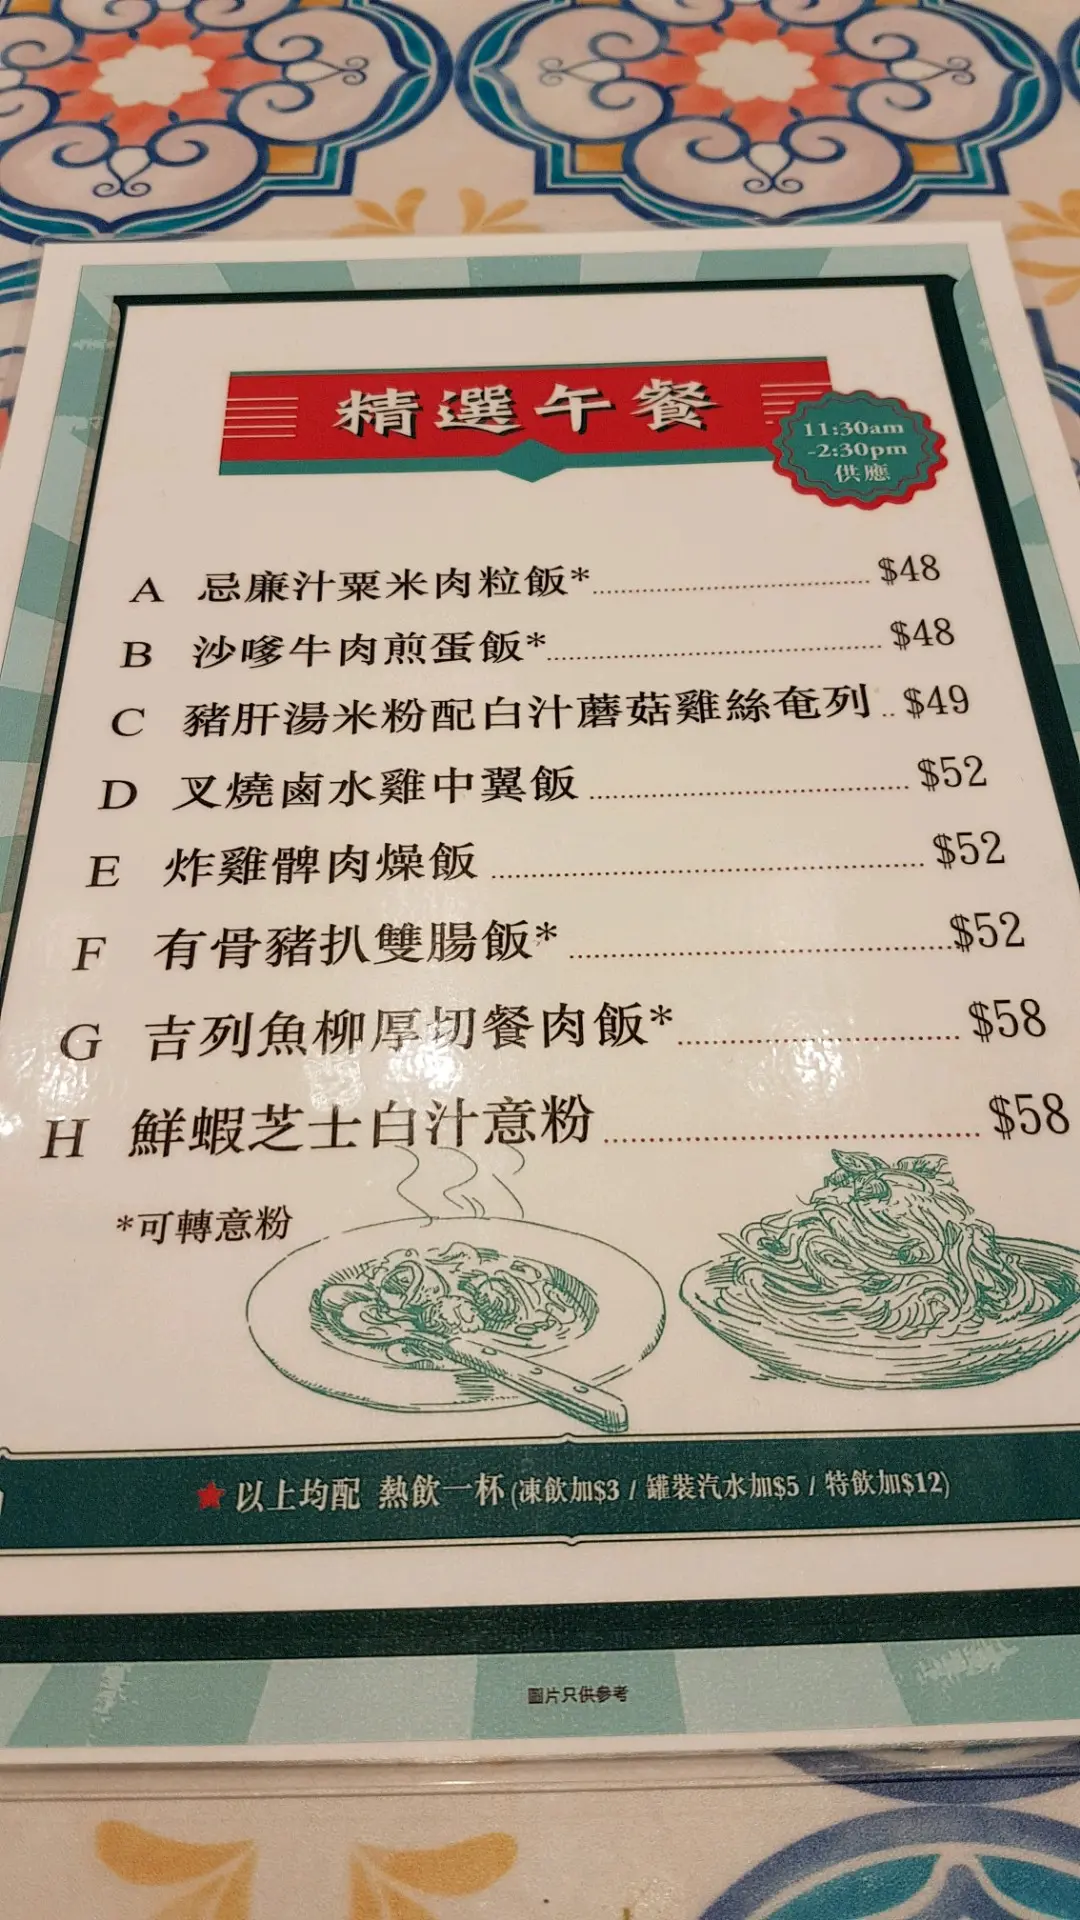 精選午餐
11:30am
-2:30pm
供應
A 忌廉汁粟米肉粒飯* $48
B 沙嗲牛肉煎蛋飯* $48
C 豬肝湯米粉配白汁蘑菇雞絲奄列 $49
D 叉燒鹵水雞中翼飯 $52
E 炸雞髀肉燥飯 $52
F 有骨豬扒雙腸飯* $52
G 吉列魚柳厚切餐肉飯* $58
H 鮮蝦芝士白汁意粉 $58
*可轉意粉
★以上均配 熱飲一杯(凍飲加$3 / 罐裝汽水加$5 / 特飲加$12)
圖片只供參考